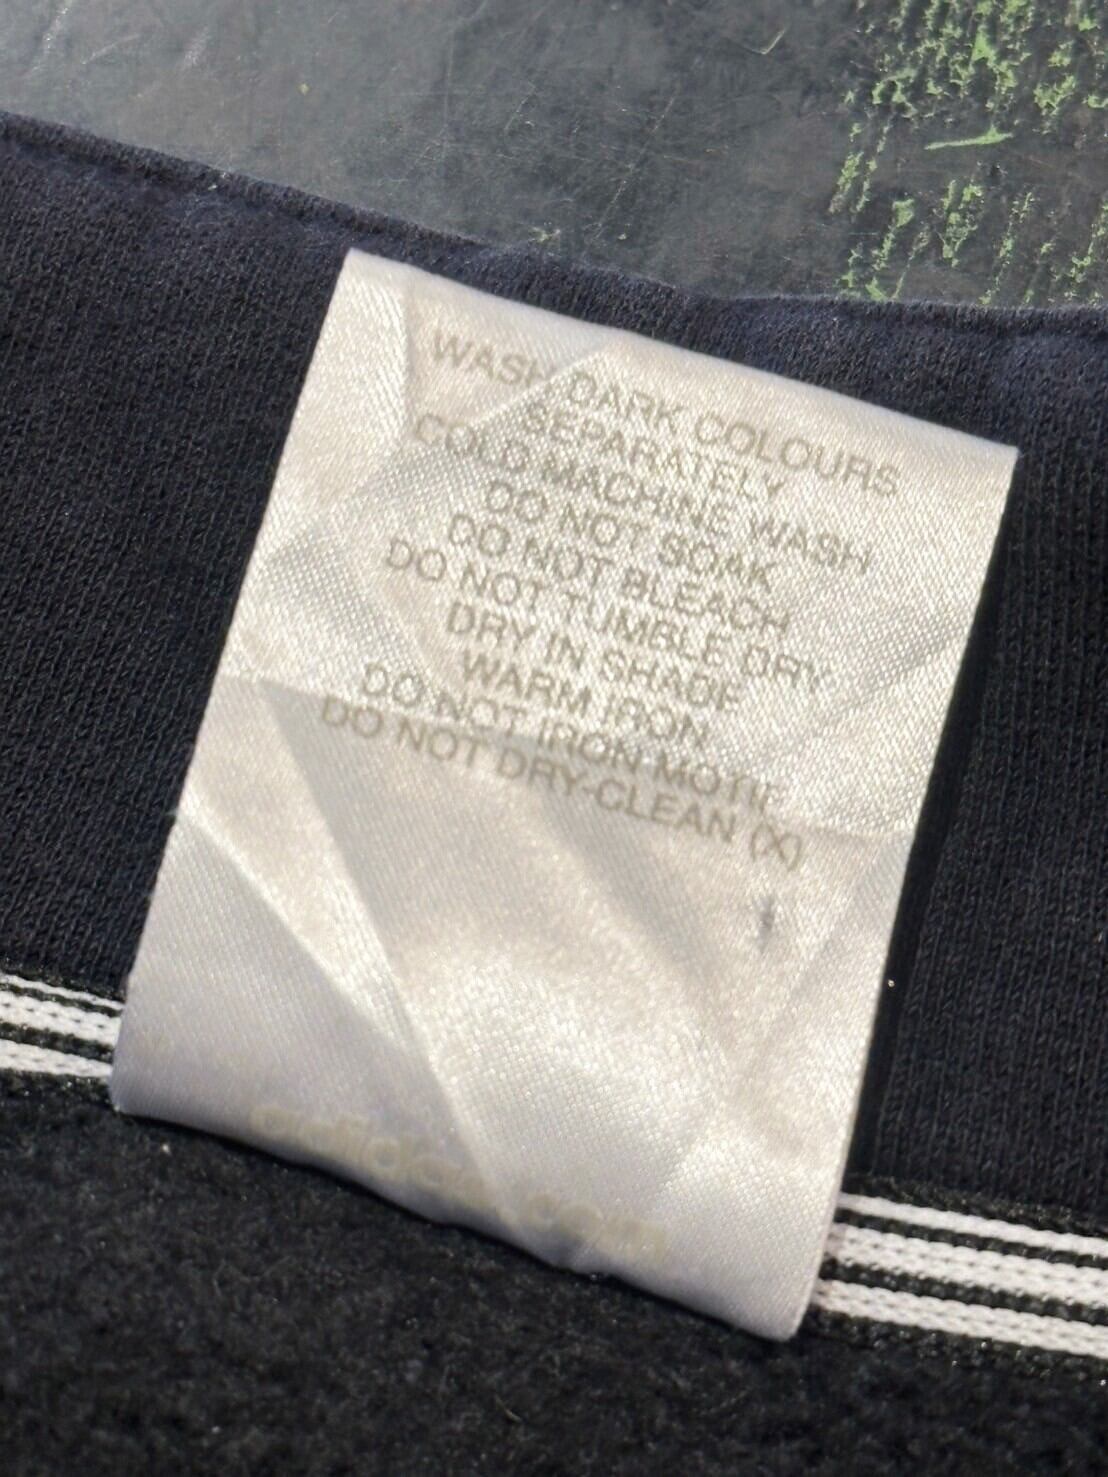 WASH DARK COLOURS
SEPARATELY
COLD MACHINE WASH
DO NOT SOAK
DO NOT BLEACH
DO NOT TUMBLE DRY
DRY IN SHADE
WARM IRON
DO NOT IRON MOTIF
DO NOT DRY-CLEAN (X)